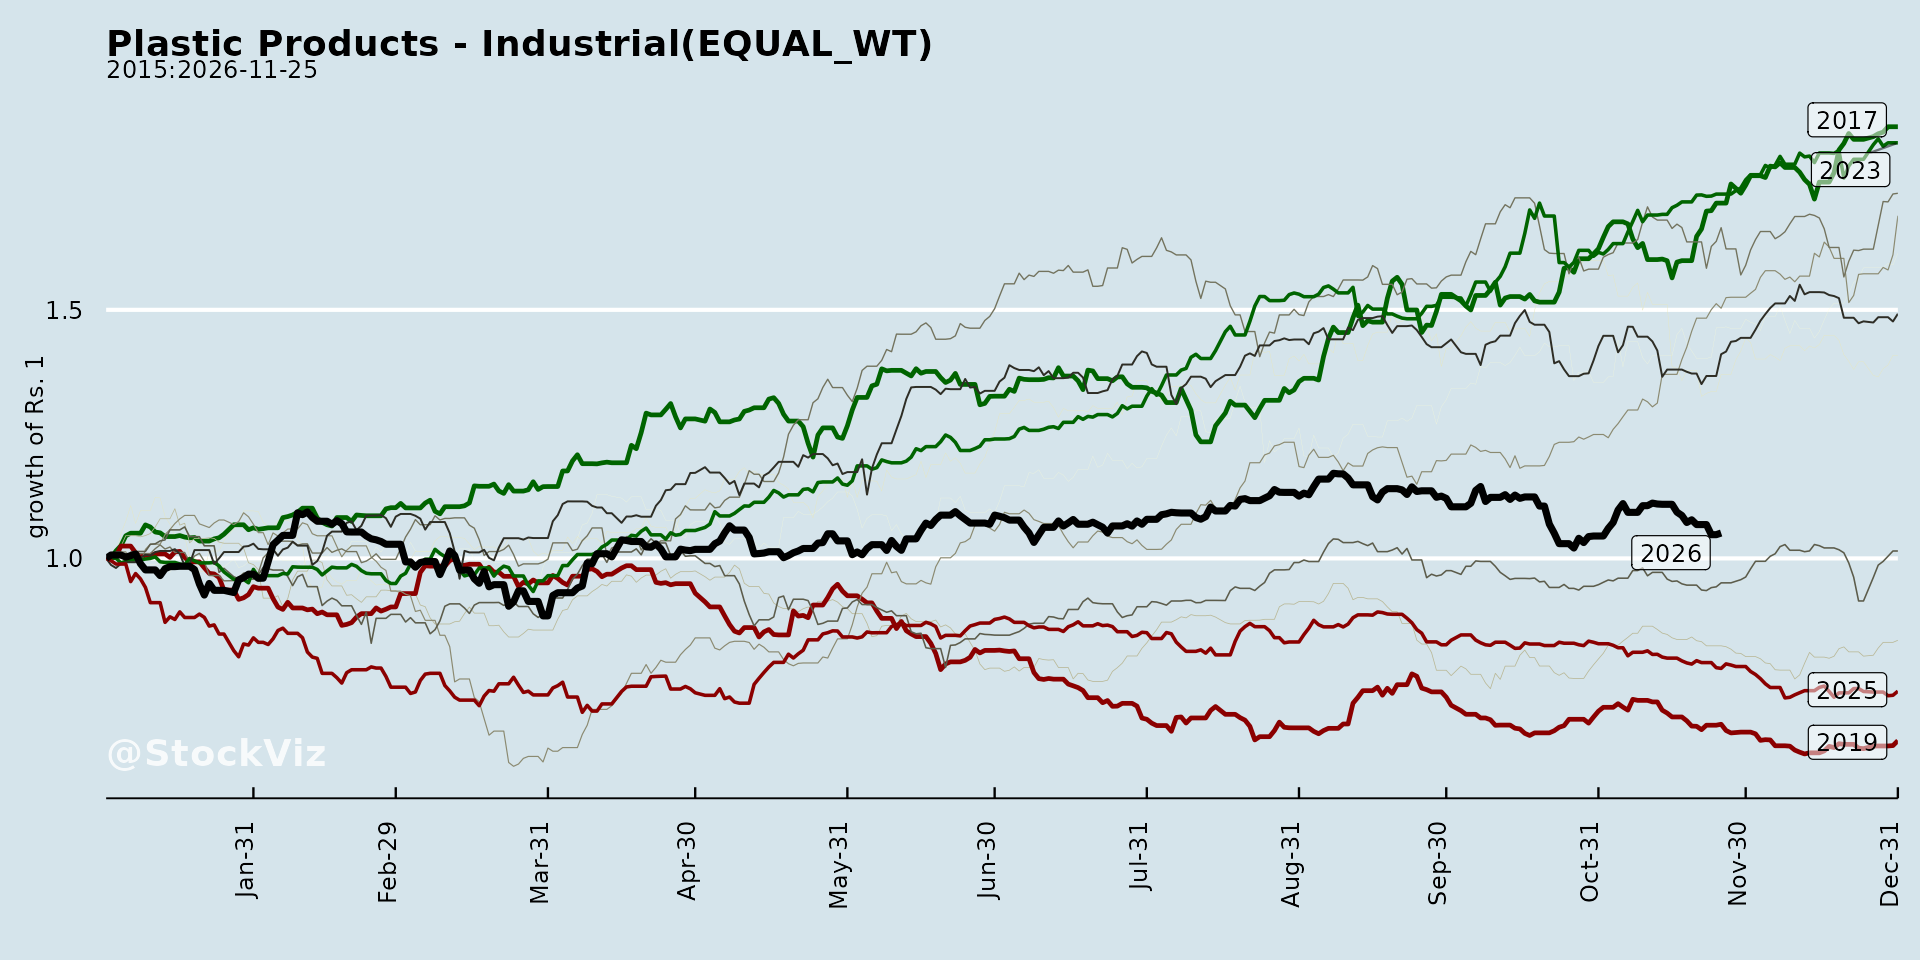 Plastic Products - Industrial(EQUAL_WT)
2015:2026-11-25
2017
2023
1.5
growth of Rs. 1
1.0
2026
2025
2019
@StockViz
Jan-31
Feb-29
Mar-31
Apr-30
May-31
Jun-30
Jul-31
Aug-31
Sep-30
Oct-31
Nov-30
Dec-31